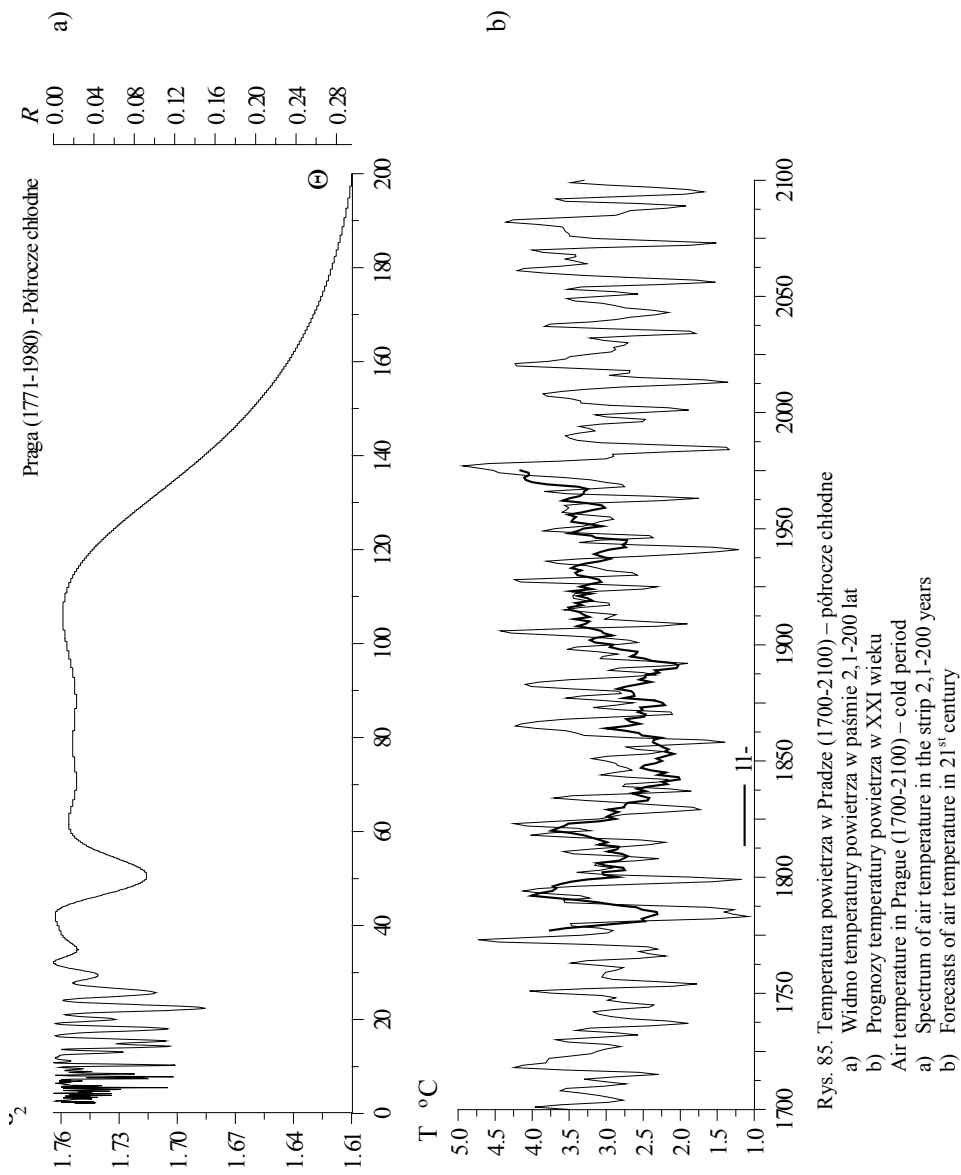 Praga (1771-1980) - Półrocze chłodne
a)
R
0.00 0.04 0.08 0.12 0.16 0.20 0.24 0.28
Θ
1.76 1.73 1.70 1.67 1.64 1.61
0 20 40 60 80 100 120 140 160 180 200
b)
T °C
5.0 4.5 4.0 3.5 3.0 2.5 2.0 1.5 1.0
11-
1700 1750 1800 1850 1900 1950 2000 2050 2100
Rys. 85. Temperatura powietrza w Pradze (1700-2100) – półrocze chłodne
a) Widmo temperatury powietrza w paśmie 2,1-200 lat
b) Prognozy temperatury powietrza w XXI wieku
Air temperature in Prague (1700-2100) – cold period
a) Spectrum of air temperature in the strip 2,1-200 years
b) Forecasts of air temperature in 21st century